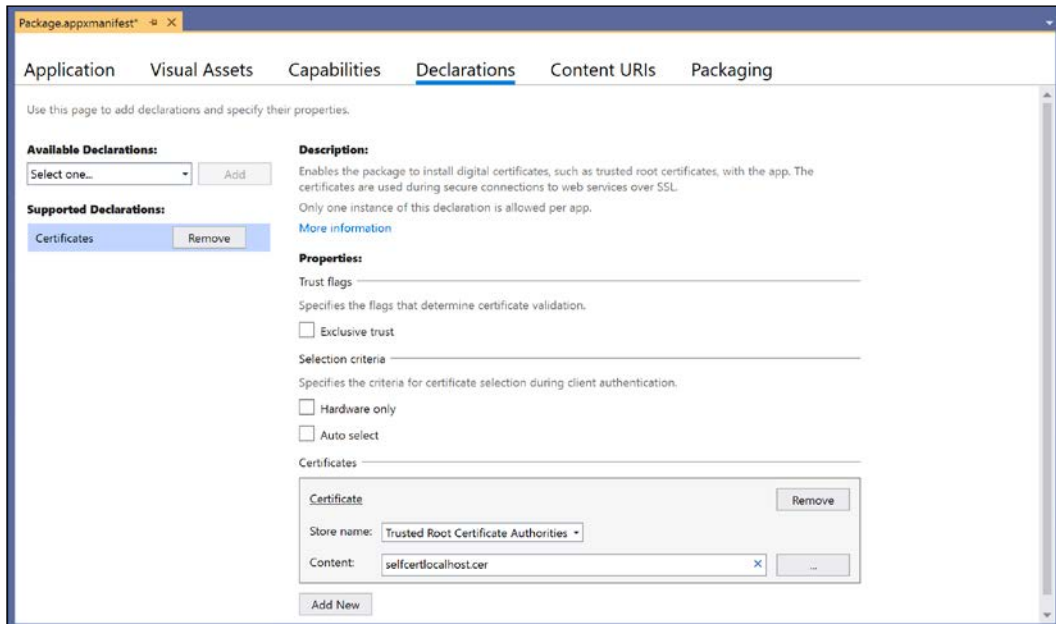 Package.appxmanifest*
Application Visual Assets Capabilities Declarations Content URIs Packaging
Use this page to add declarations and specify their properties.
Available Declarations:
Select one...
Add
Supported Declarations:
Certificates
Remove
Description:
Enables the package to install digital certificates, such as trusted root certificates, with the app. The
certificates are used during secure connections to web services over SSL.
Only one instance of this declaration is allowed per app.
More information
Properties:
Trust flags
Specifies the flags that determine certificate validation.
Exclusive trust
Selection criteria
Specifies the criteria for certificate selection during client authentication.
Hardware only
Auto select
Certificates
Certificate
Remove
Store name: Trusted Root Certificate Authorities
Content: selfcertlocalhost.cer
...
Add New